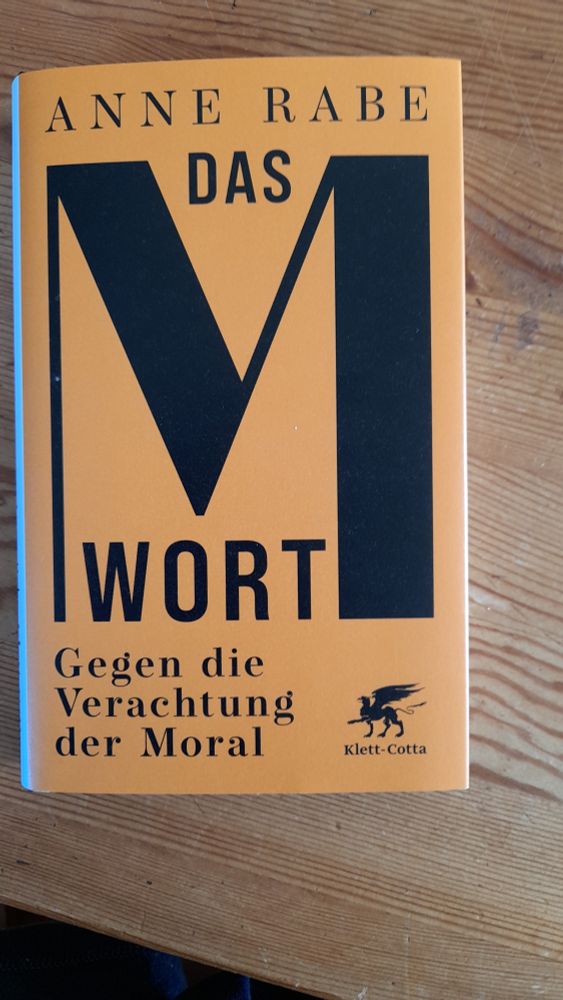 ANNE RABE
DAS
M
WORT
Gegen die
Verachtung
der Moral
Klett-Cotta